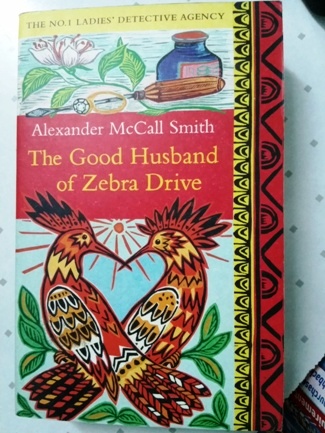 THE NO.1 LADIES' DETECTIVE AGENCY
Alexander McCall Smith
The Good Husband
of Zebra Drive